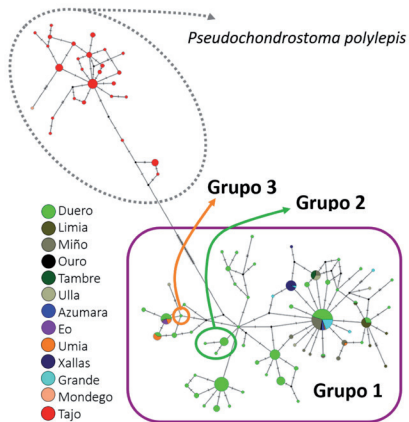 Pseudochondrostoma polylepis
Grupo 3
Grupo 2
Duero
Limia
Miño
Ouro
Tambre
Ulla
Azumara
Eo
Umia
Xallas
Grande
Mondego
Tajo
Grupo 1